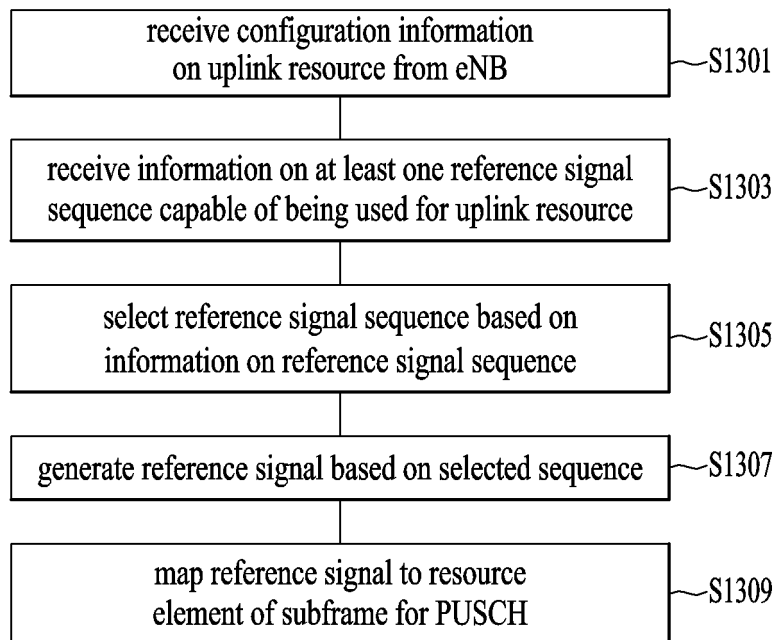 receive configuration information
on uplink resource from eNB
S1301
receive information on at least one reference signal
sequence capable of being used for uplink resource
S1303
select reference signal sequence based on
information on reference signal sequence
S1305
generate reference signal based on selected sequence
S1307
map reference signal to resource
element of subframe for PUSCH
S1309